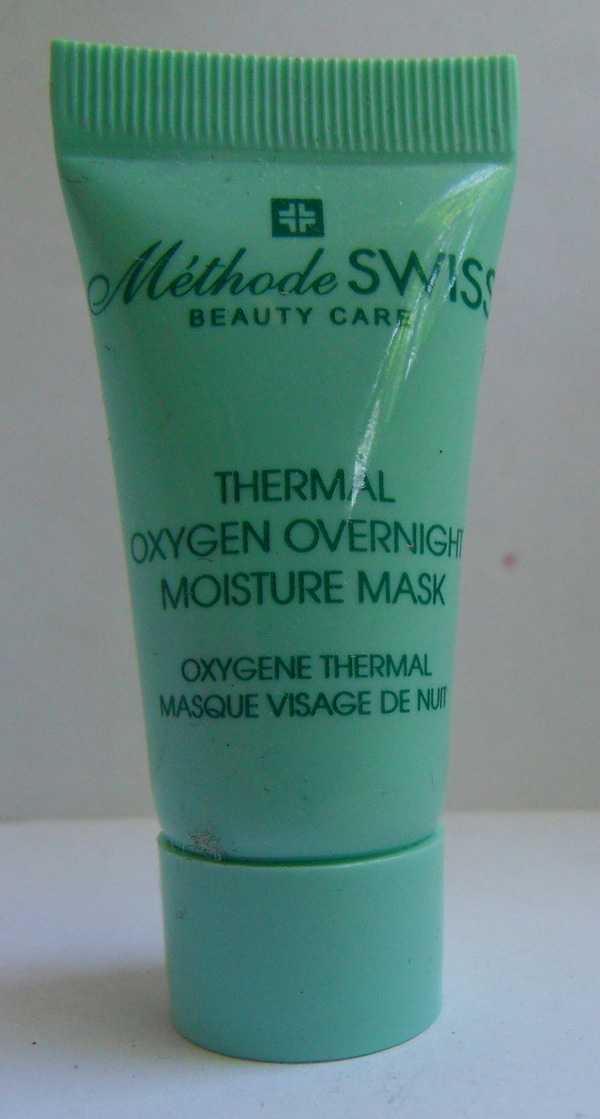 Méthode SWISS
BEAUTY CARE
THERMAL
OXYGEN OVERNIGHT
MOISTURE MASK
OXYGENE THERMAL
MASQUE VISAGE DE NUIT